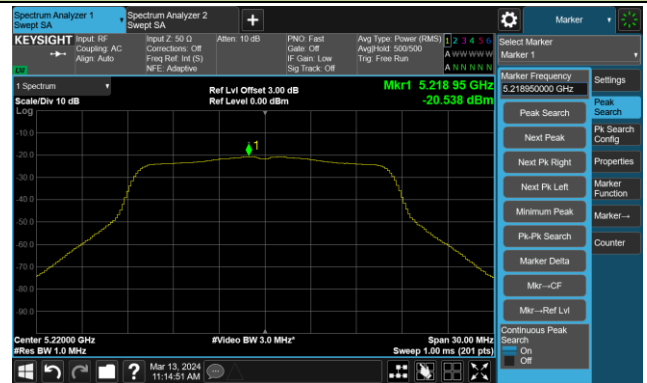 Spectrum Analyzer 1
Swept SA
Spectrum Analyzer 2
Swept SA
Marker
KEYSIGHT
Input: RF
Coupling: AC
Align: Auto
Input Z: 50 Ω
Corrections: Off
Freq Ref: Int (S)
NFE: Adaptive
Atten: 10 dB
PNO: Fast
Gate: Off
IF Gain: Low
Sig Track: Off
Avg Type: Power (RMS)
Avg|Hold: 500/500
Trig: Free Run
1 2 3 4 5 6
A W W W W W
A N N N N N
Select Marker
Marker 1
1 Spectrum
Scale/Div 10 dB
Log
Ref Lvl Offset 3.00 dB
Ref Level 0.00 dBm
Mkr1 5.218 95 GHz
-20.538 dBm
1
-10.0
-20.0
-30.0
-40.0
-50.0
-60.0
-70.0
-80.0
-90.0
Center 5.22000 GHz
#Res BW 1.0 MHz
#Video BW 3.0 MHz*
Span 30.00 MHz
Sweep 1.00 ms (201 pts)
Marker Frequency
5.218950000 GHz
Peak Search
Next Peak
Next Pk Right
Next Pk Left
Minimum Peak
Pk-Pk Search
Marker Delta
Mkr→CF
Mkr→Ref Lvl
Continuous Peak
Search
On
Off
Settings
Peak
Search
Pk Search
Config
Properties
Marker
Function
Marker→
Counter
Mar 13, 2024
11:14:51 AM